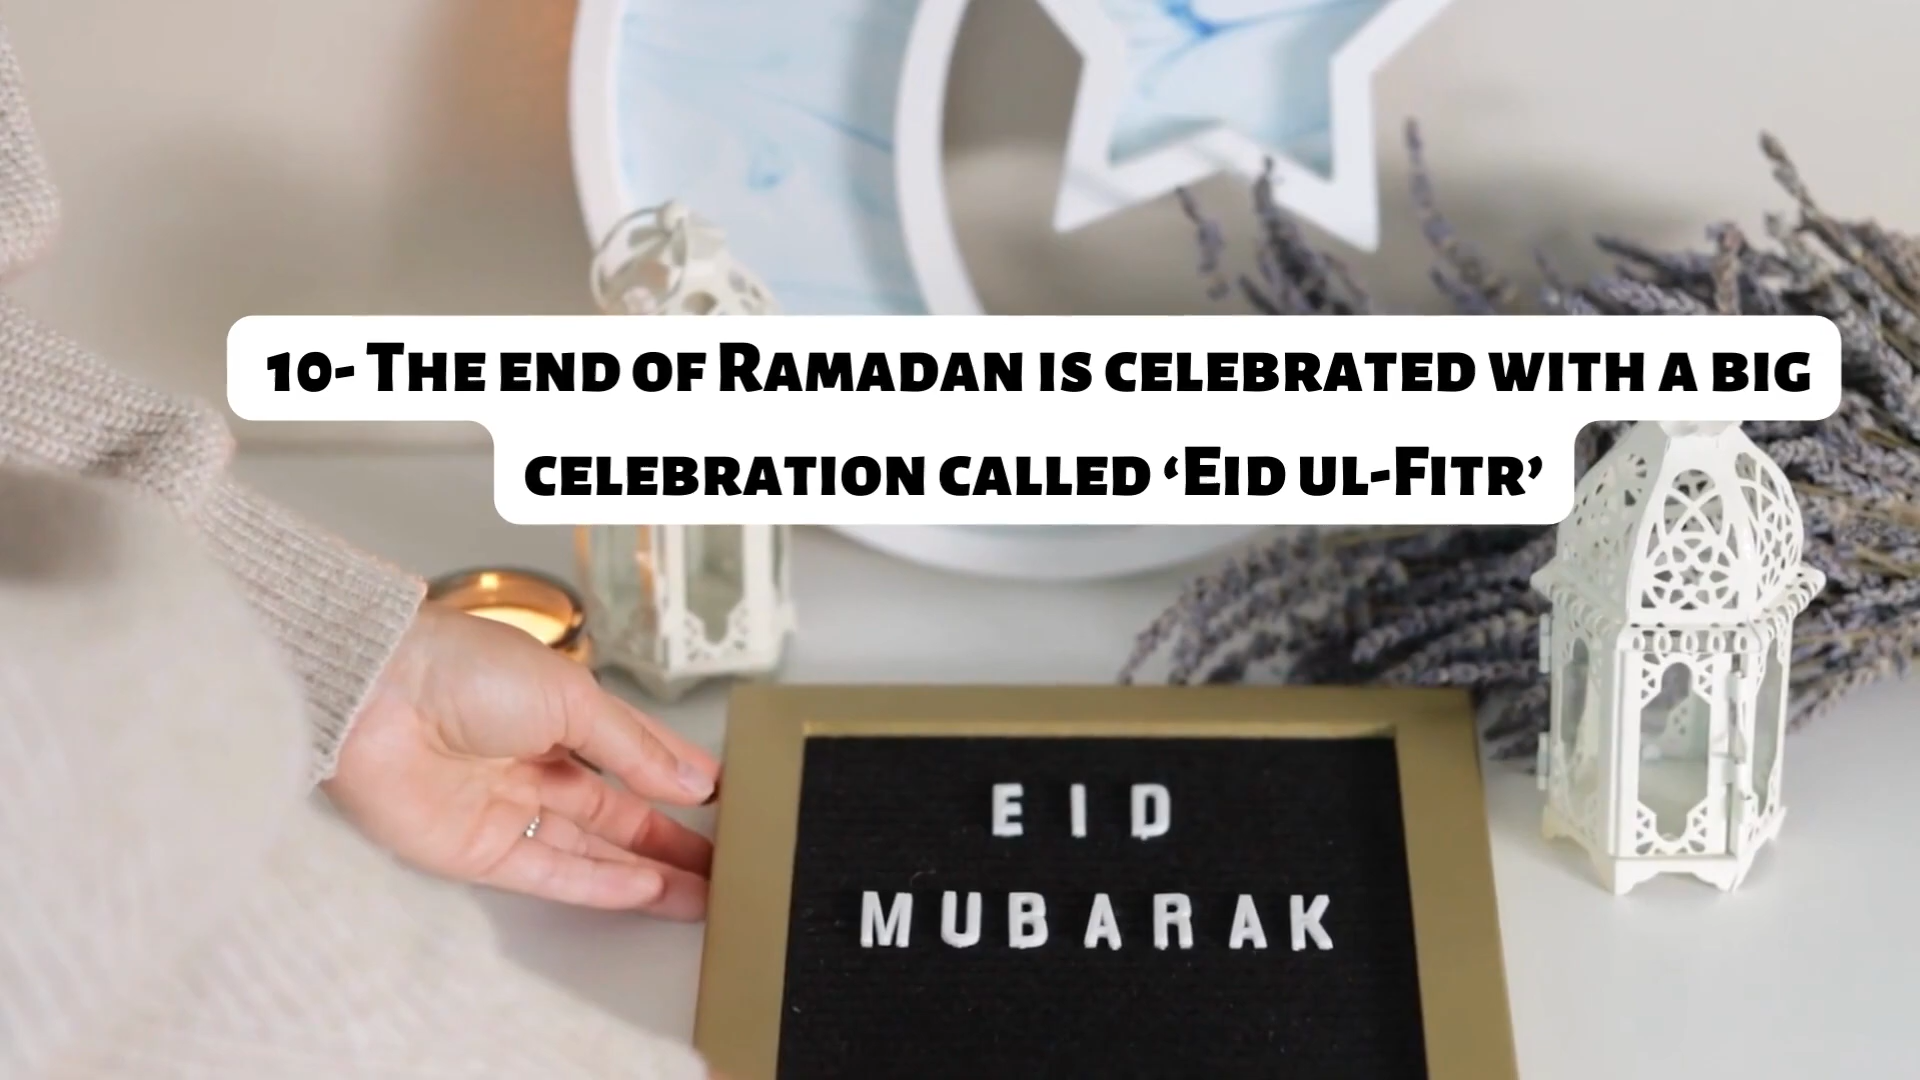 10- The end of Ramadan is celebrated with a big
celebration called ‘Eid ul-Fitr’
EID
MUBARAK